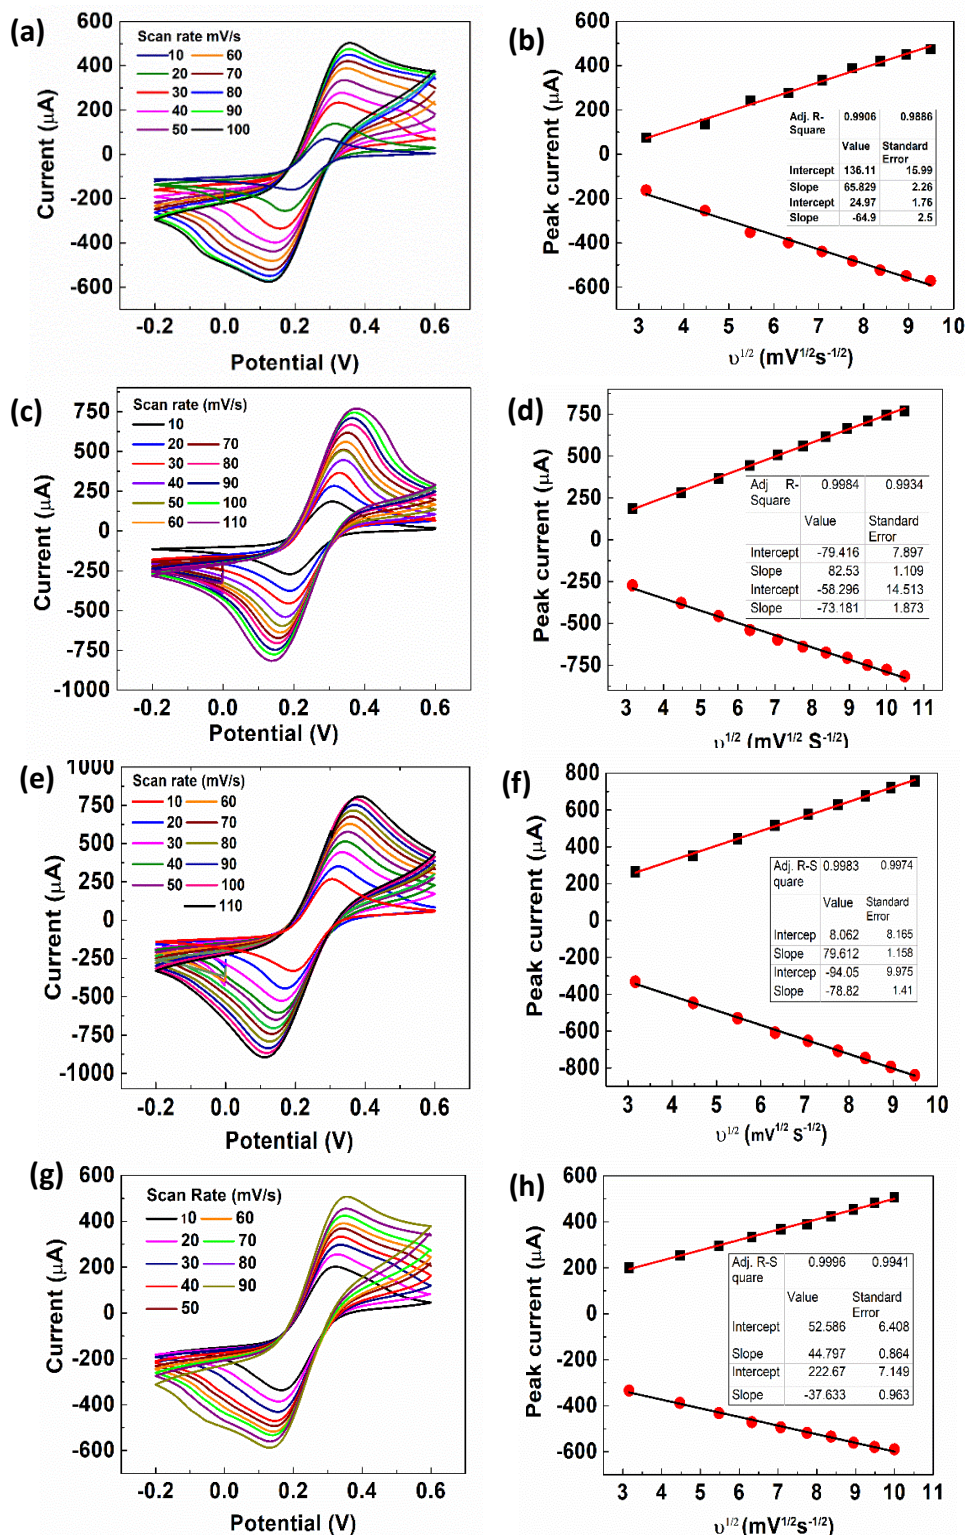 (a)
Scan rate mV/s
10 60
20 70
30 80
40 90
50 100
600
400
200
0
-200
-400
-600
Current (μA)
-0.2 0.0 0.2 0.4 0.6
Potential (V)
(b)
600
400
200
0
-200
-400
-600
Peak current (μA)
Adj. R-Square 0.9906 0.9886
Value Standard Error
Intercept 136.11 15.99
Slope 65.829 2.26
Intercept 24.97 1.76
Slope -64.9 2.5
3 4 5 6 7 8 9 10
υ1/2 (mV1/2s-1/2)
(c)
Scan rate (mV/s)
10
20 70
30 80
40 90
50 100
60 110
750
500
250
0
-250
-500
-750
-1000
Current (μA)
-0.2 0.0 0.2 0.4 0.6
Potential (V)
(d)
750
500
250
0
-250
-500
-750
Peak current (μA)
Adj R-Square 0.9984 0.9934
Value Standard Error
Intercept -79.416 7.897
Slope 82.53 1.109
Intercept -58.296 14.513
Slope -73.181 1.873
3 4 5 6 7 8 9 10 11
υ1/2 (mV1/2 S-1/2)
(e)
Scan rate (mV/s)
10 60
20 70
30 80
40 90
50 100
110
1000
750
500
250
0
-250
-500
-750
-1000
Current (μA)
-0.2 0.0 0.2 0.4 0.6
Potential (V)
(f)
800
600
400
200
0
-200
-400
-600
-800
Peak current (μA)
Adj. R-S quare 0.9983 0.9974
Value Standard Error
Intercep 8.062 8.165
Slope 79.612 1.158
Intercep -94.05 9.975
Slope -78.82 1.41
3 4 5 6 7 8 9 10
υ1/2 (mV1/2 S-1/2)
(g)
Scan Rate (mV/s)
10 60
20 70
30 80
40 90
50
600
400
200
0
-200
-400
-600
Current (μA)
-0.2 0.0 0.2 0.4 0.6
Potential (V)
(h)
600
400
200
0
-200
-400
-600
Peak current (μA)
Adj. R-S quare 0.9996 0.9941
Value Standard Error
Intercept 52.586 6.408
Slope 44.797 0.864
Intercept 222.67 7.149
Slope -37.633 0.963
3 4 5 6 7 8 9 10 11
υ1/2 (mV1/2s-1/2)